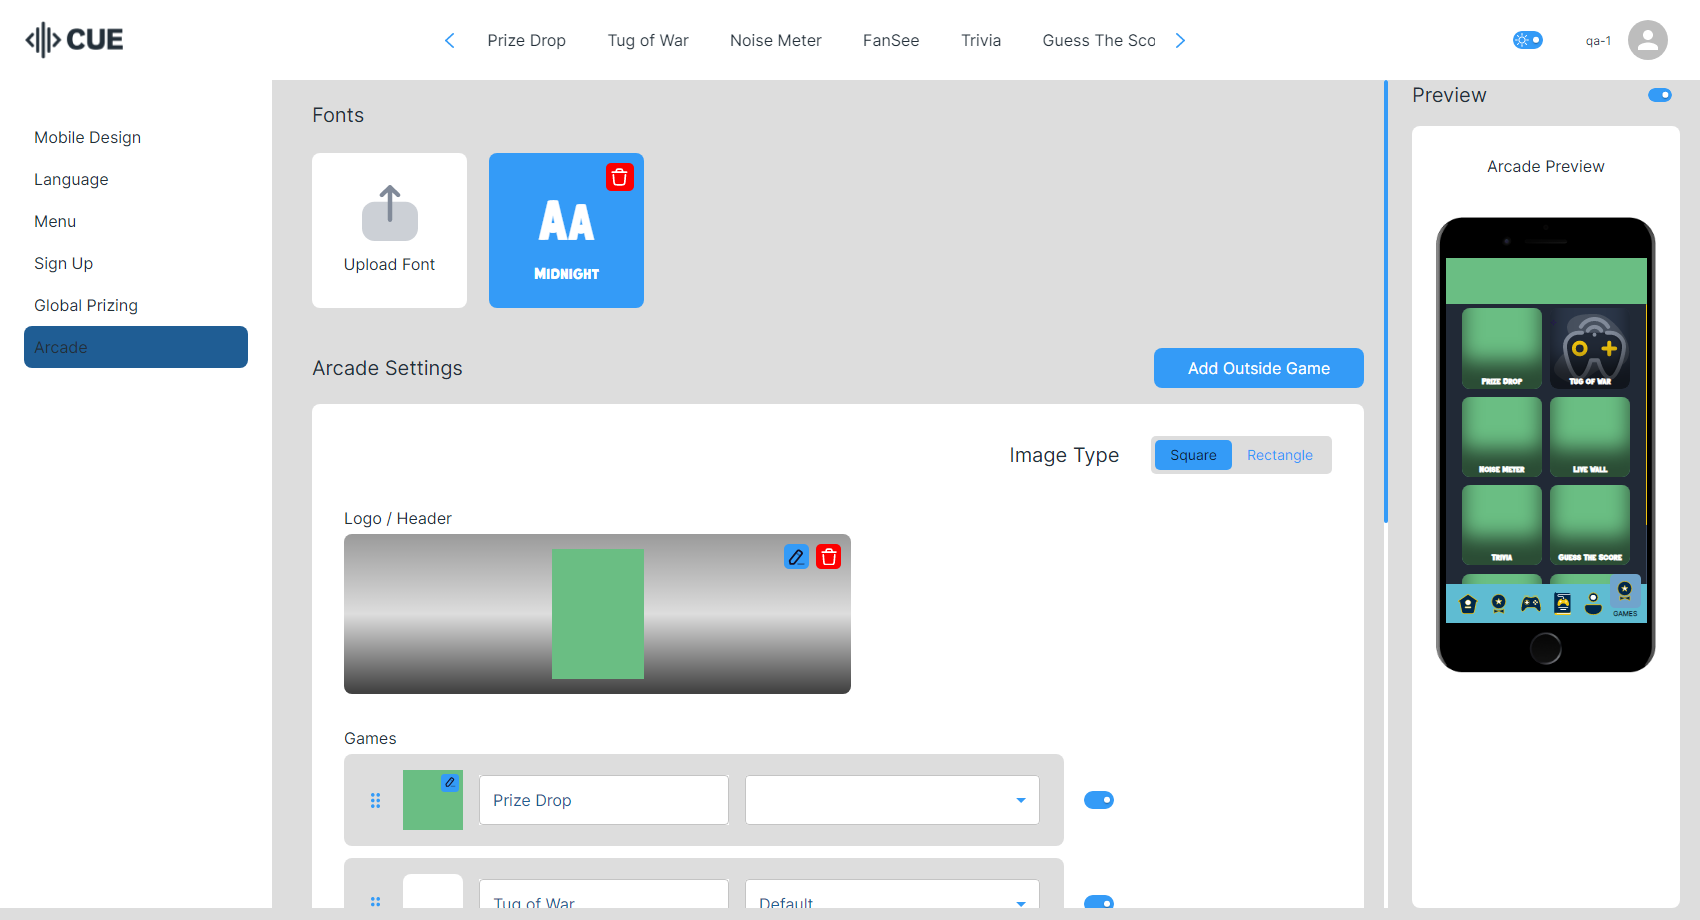 CUE
Prize Drop
Tug of War
Noise Meter
FanSee
Trivia
Guess The Sco
qa-1
Mobile Design
Language
Menu
Sign Up
Global Prizing
Arcade
Fonts
Upload Font
AA
MIDNIGHT
Arcade Settings
Add Outside Game
Image Type
Square
Rectangle
Logo / Header
Games
Prize Drop
Tug of War
Default
Preview
Arcade Preview
PRIZE DROP
TUG OF WAR
NOISE METER
LIVE WALL
TRIVIA
GUESS THE SCORE
GAMES